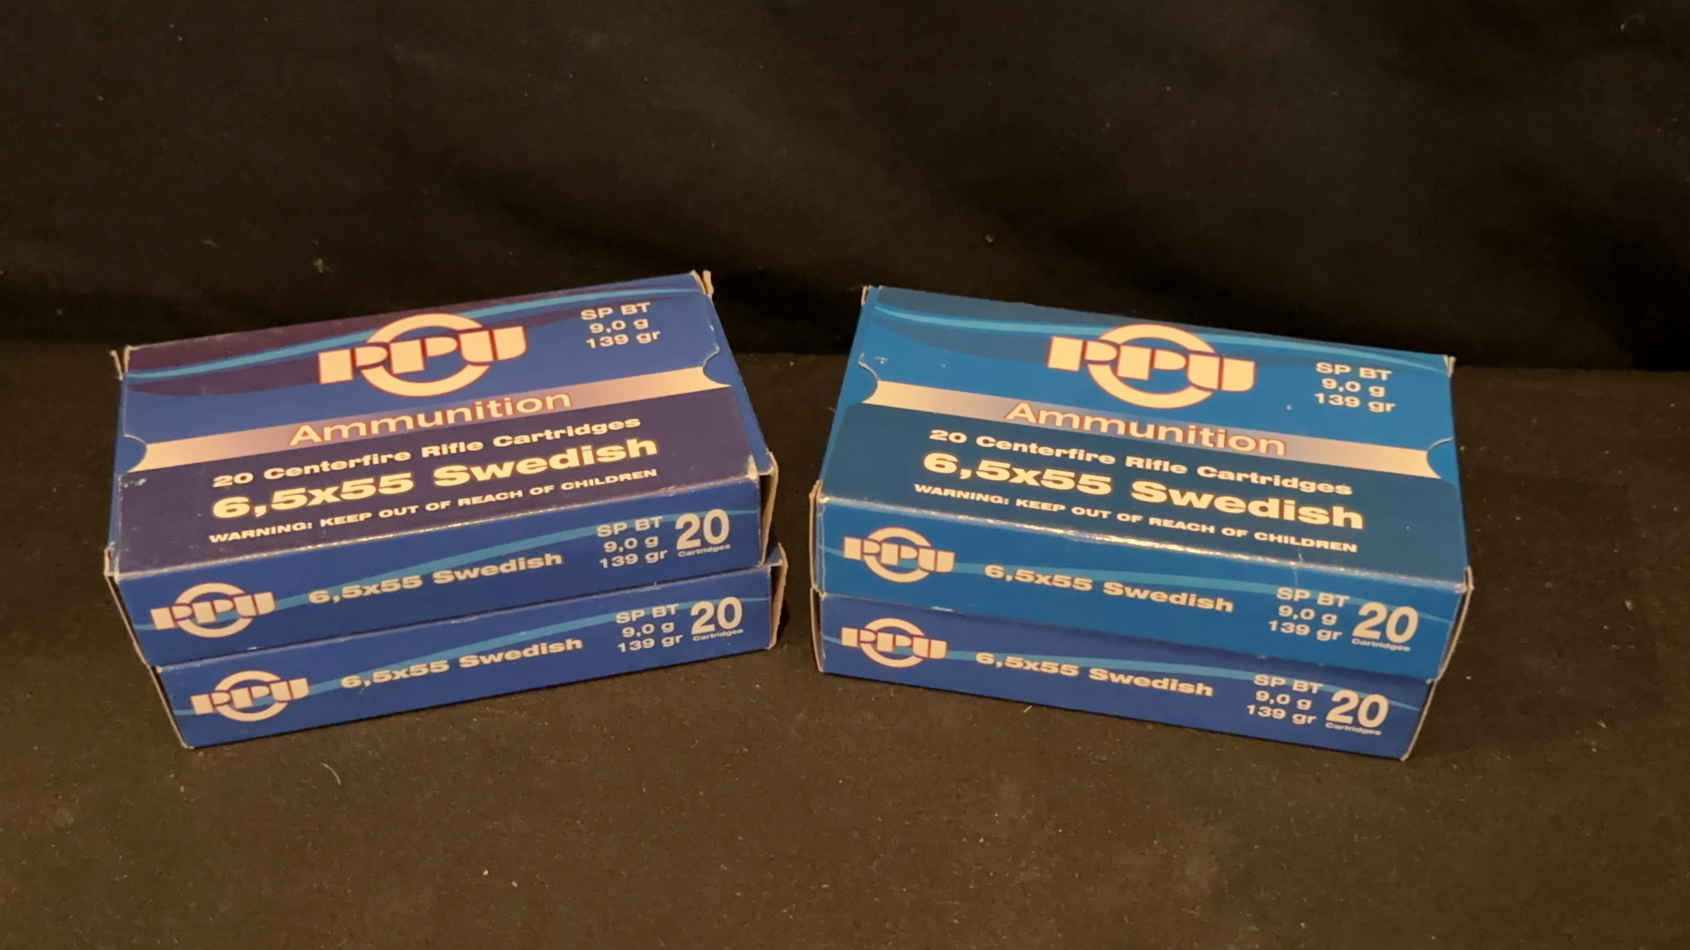 PPU
SP BT
9,0 g
139 gr
Ammunition
20 Centerfire Rifle Cartridges
6,5x55 Swedish
WARNING: KEEP OUT OF REACH OF CHILDREN
PPU
6,5x55 Swedish
SP BT
9,0 g
139 gr
20
Cartridges
PPU
6,5x55 Swedish
SP BT
9,0 g
139 gr
20
Cartridges
PPU
SP BT
9,0 g
139 gr
Ammunition
20 Centerfire Rifle Cartridges
6,5x55 Swedish
WARNING: KEEP OUT OF REACH OF CHILDREN
PPU
6,5x55 Swedish
SP BT
9,0 g
139 gr
20
Cartridges
PPU
6,5x55 Swedish
SP BT
9,0 g
139 gr
20
Cartridges